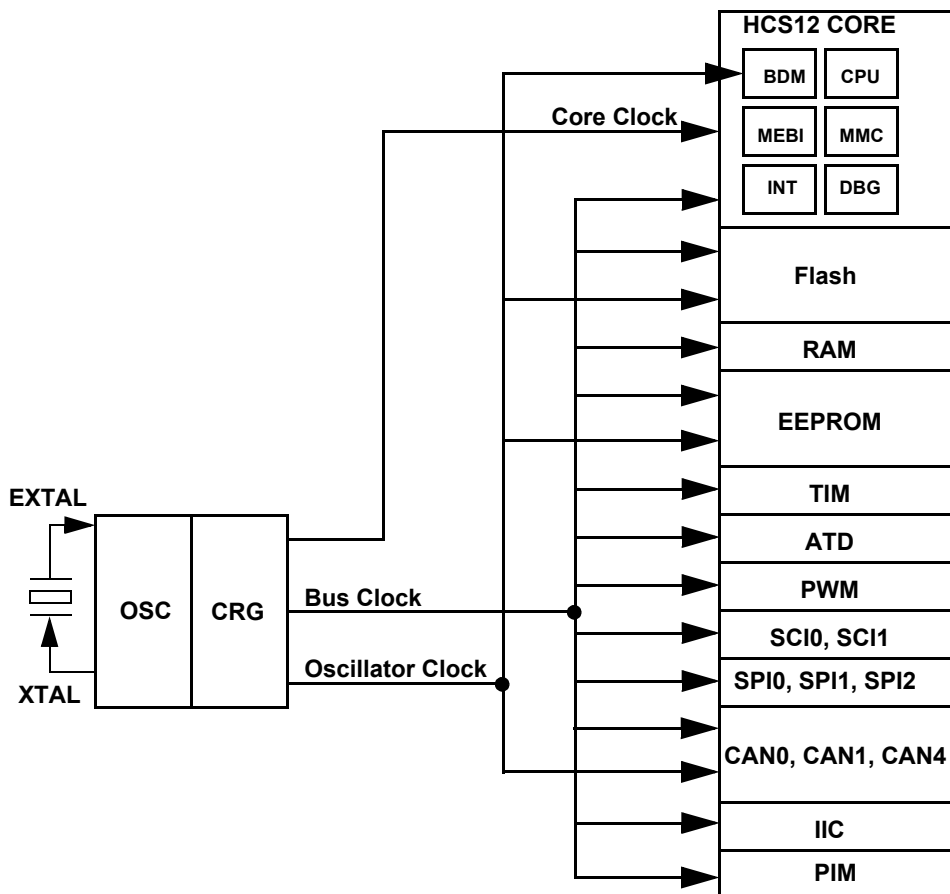 HCS12 CORE
BDM
CPU
Core Clock
MEBI
MMC
INT
DBG
Flash
RAM
EEPROM
EXTAL
TIM
ATD
OSC
CRG
Bus Clock
PWM
SCI0, SCI1
Oscillator Clock
XTAL
SPI0, SPI1, SPI2
CAN0, CAN1, CAN4
IIC
PIM